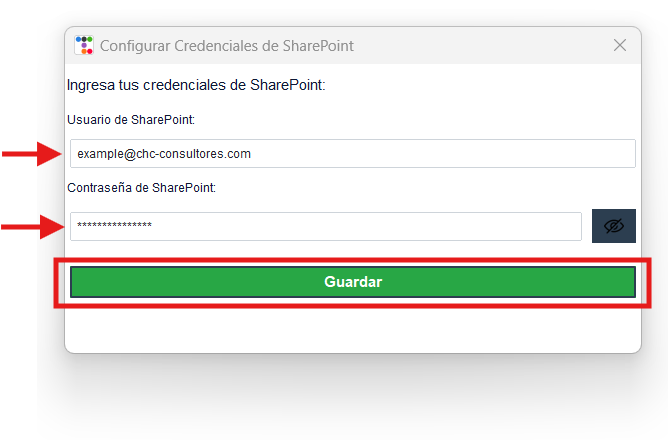 Configurar Credenciales de SharePoint
Ingresa tus credenciales de SharePoint:
Usuario de SharePoint:
example@chc-consultores.com
Contraseña de SharePoint:
***************
Guardar